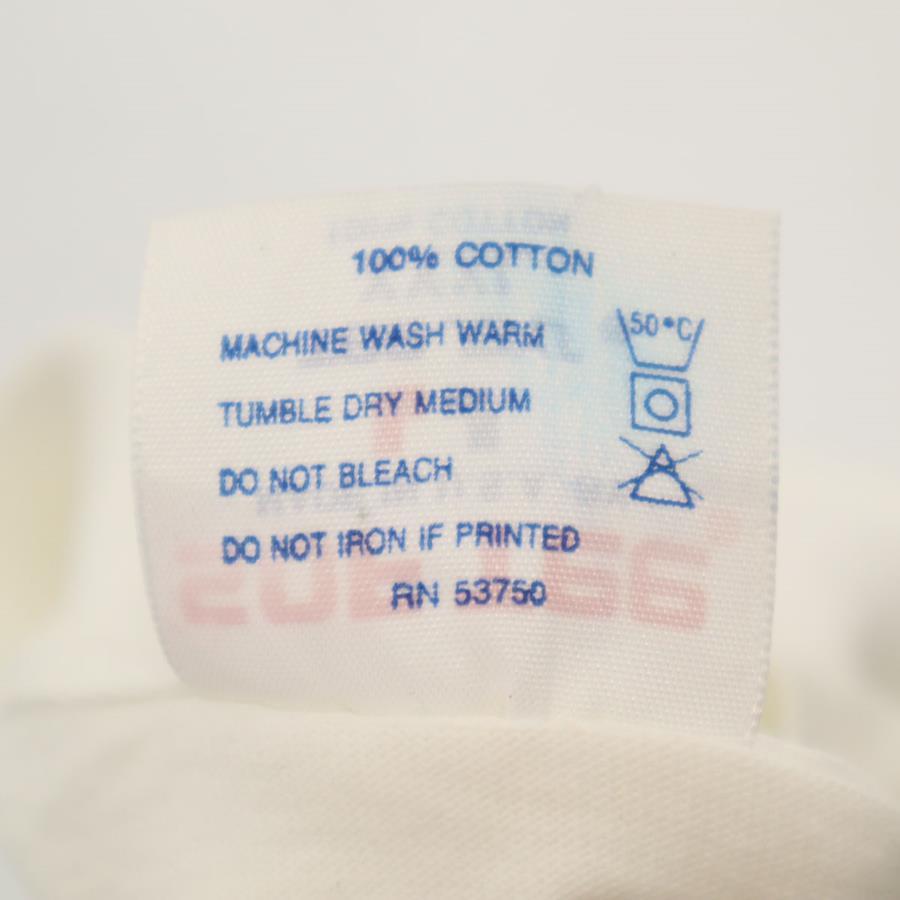 100% COTTON
MACHINE WASH WARM
50°C
TUMBLE DRY MEDIUM
DO NOT BLEACH
DO NOT IRON IF PRINTED
RN 53750